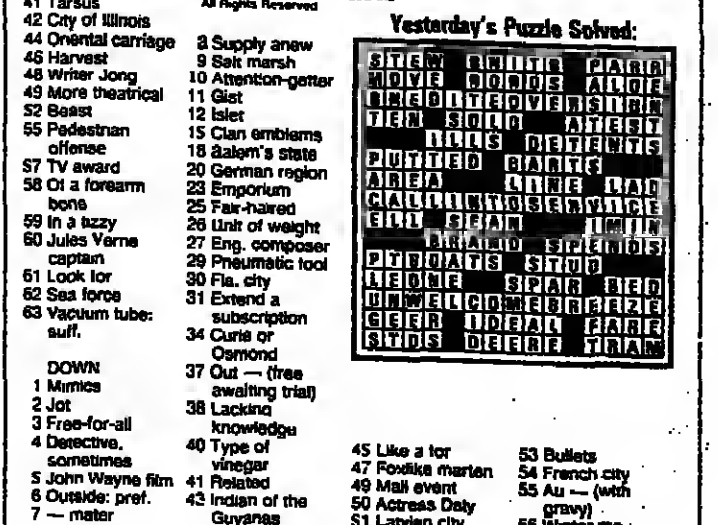 41 Tarsus
42 City of Illinois
44 Oriental carriage
46 Harvest
48 Writer Jong
49 More theatrical
52 Beast
55 Pedestrian
offense
57 TV award
58 Of a forearm
bone
59 In a tizzy
60 Jules Verne
captain
61 Look for
62 Sea force
63 Vacuum tube:
suff.
DOWN
1 Mimics
2 Jot
3 Free-for-all
4 Detective,
sometimes
5 John Wayne film
6 Outside: pref.
7 — mater
All Rights Reserved
8 Supply anew
9 Salt marsh
10 Attention-getter
11 Gist
12 Islet
15 Clan emblems
18 Salem's state
20 German region
23 Emporium
25 Fair-haired
26 Unit of weight
27 Eng. composer
29 Pneumatic tool
30 Fla. city
31 Extend a
subscription
34 Curie or
Osmond
37 Out — (free
awaiting trial)
38 Lacking
knowledge
40 Type of
vinegar
41 Related
43 Indian of the
Guyanas
Yesterday's Puzzle Solved:
STEW PARR
MOVE ALOE
UNEDITEDVERSION
TEN SOLO ATEST
ILLS DETENTS
PUTTED BARTS
AREA LINE LAD
CALLINTOSERVICE
ELL SEAN IMIN
BRAND SPENDS
PTBOATS STUD
LEONE SPAR BED
UNWELCOMEBREEZE
GEER IDEAL FARE
STDS DEERE TRAM
45 Like a
47 Foxlike marten
49 Mall event
50 Actress Daly
51 Latvian city
53 Bullets
54 French city
55 Au — (with
gravy)